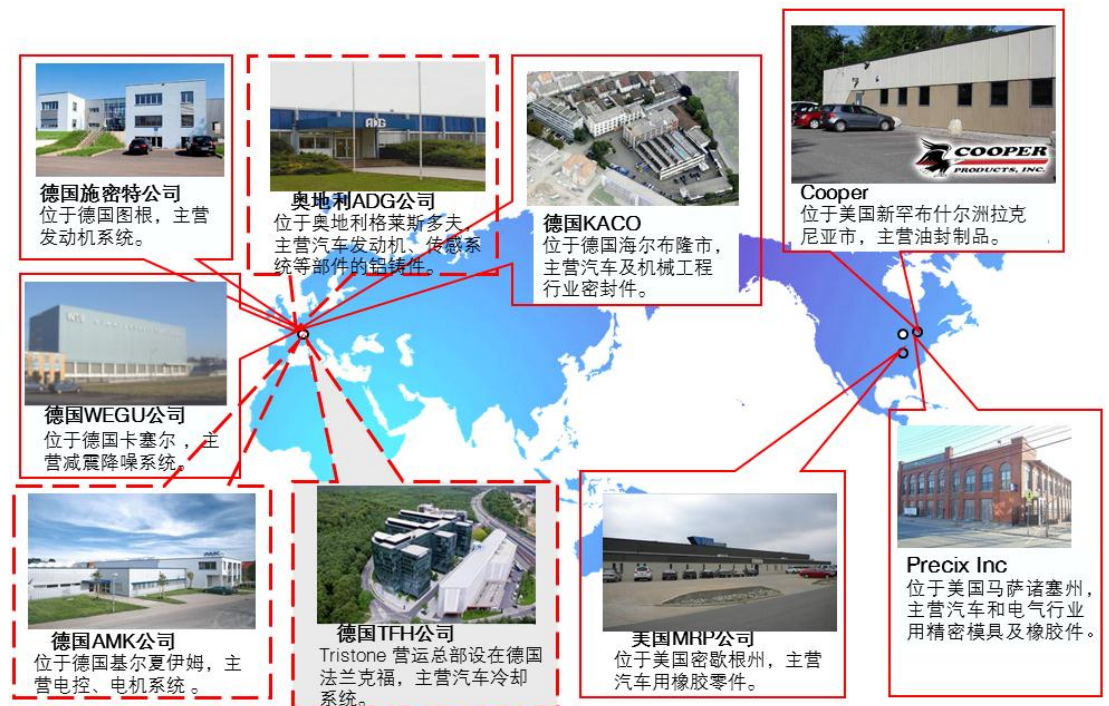 德国施密特公司
位于德国图根，主营
发动机系统。
ADG
奥地利ADG公司
位于奥地利格莱斯多夫，
主营汽车发动机、传感系
统等部件的铝铸件。
德国KACO
位于德国海尔布隆市，
主营汽车及机械工程
行业密封件。
COOPER
PRODUCTS, INC.
Cooper
位于美国新罕布什尔洲拉克
尼亚市，主营油封制品。
德国WEGU公司
位于德国卡塞尔 ，主
营减震降噪系统。
AMK
德国AMK公司
位于德国基尔夏伊姆，主
营电控、电机系统 。
德国TFH公司
Tristone 营运总部设在德国
法兰克福，主营汽车冷却
系统。
美国MRP公司
位于美国密歇根州，主营
汽车用橡胶零件。
Precix Inc
位于美国马萨诸塞州，
主营汽车和电气行业
用精密模具及橡胶件。